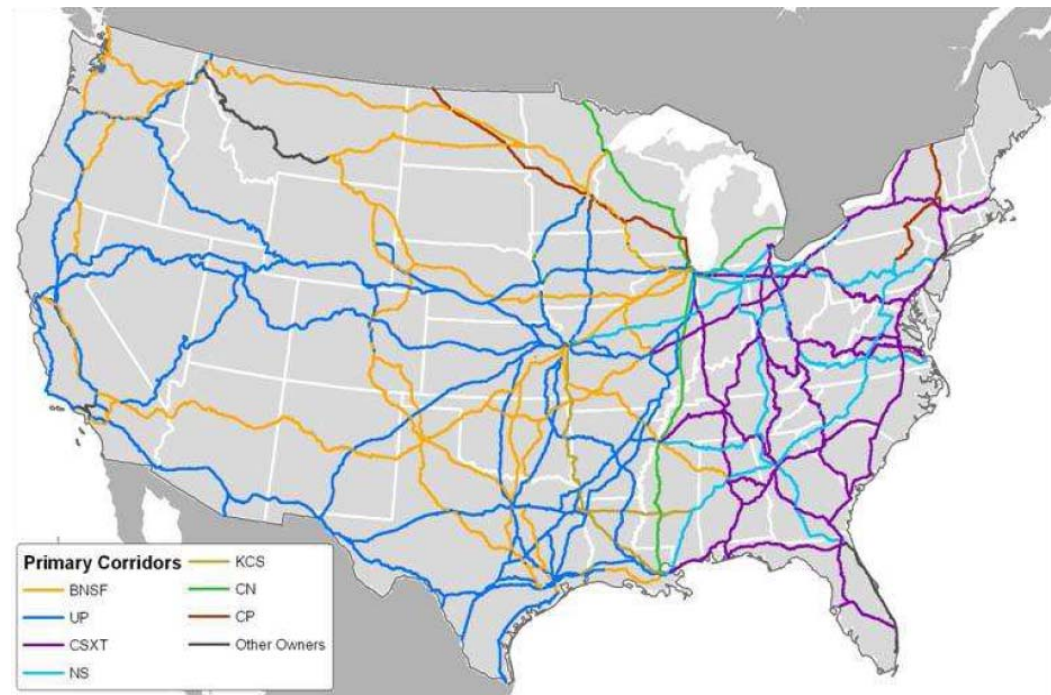 Primary Corridors
BNSF
UP
CSXT
NS
KCS
CN
CP
Other Owners